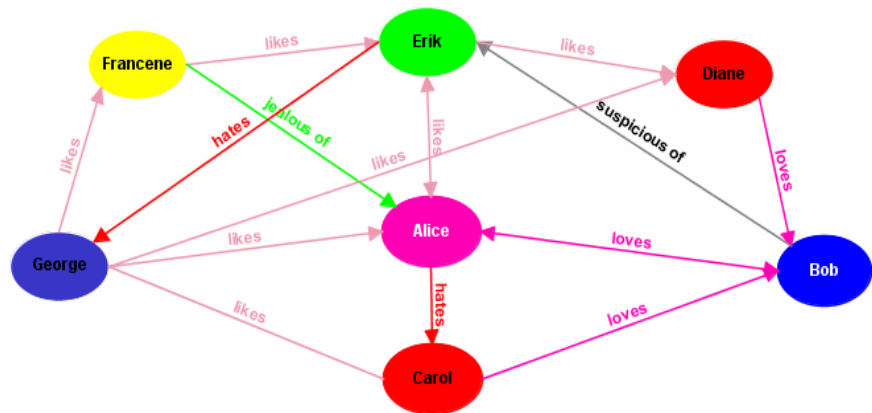 likes
Erik
likes
Francene
Diane
jealous of
hates
suspicious of
likes
likes
likes
loves
Alice
likes
loves
George
Bob
hates
likes
loves
Carol